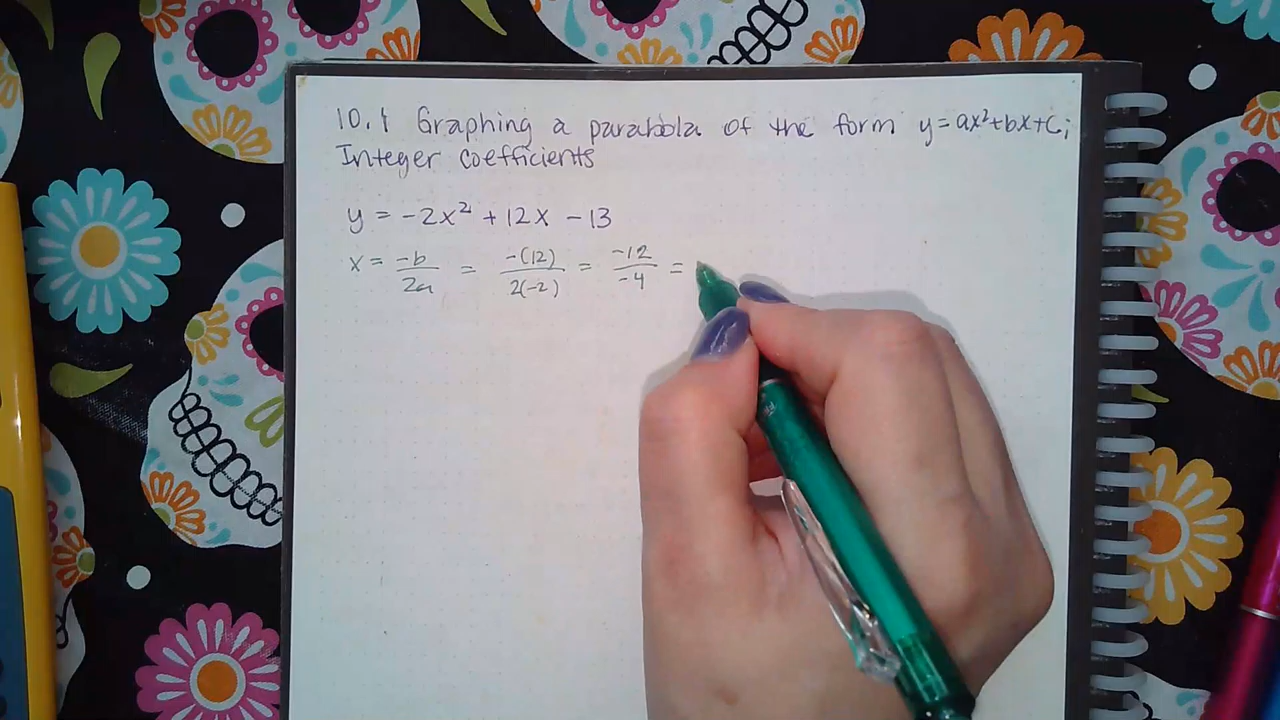 10.1 Graphing a parabola of the form y = ax²+bx+c;
Integer coefficients
y = -2x² + 12x - 13
x = -b/2a = -(12)/2(-2) = -12/-4 =